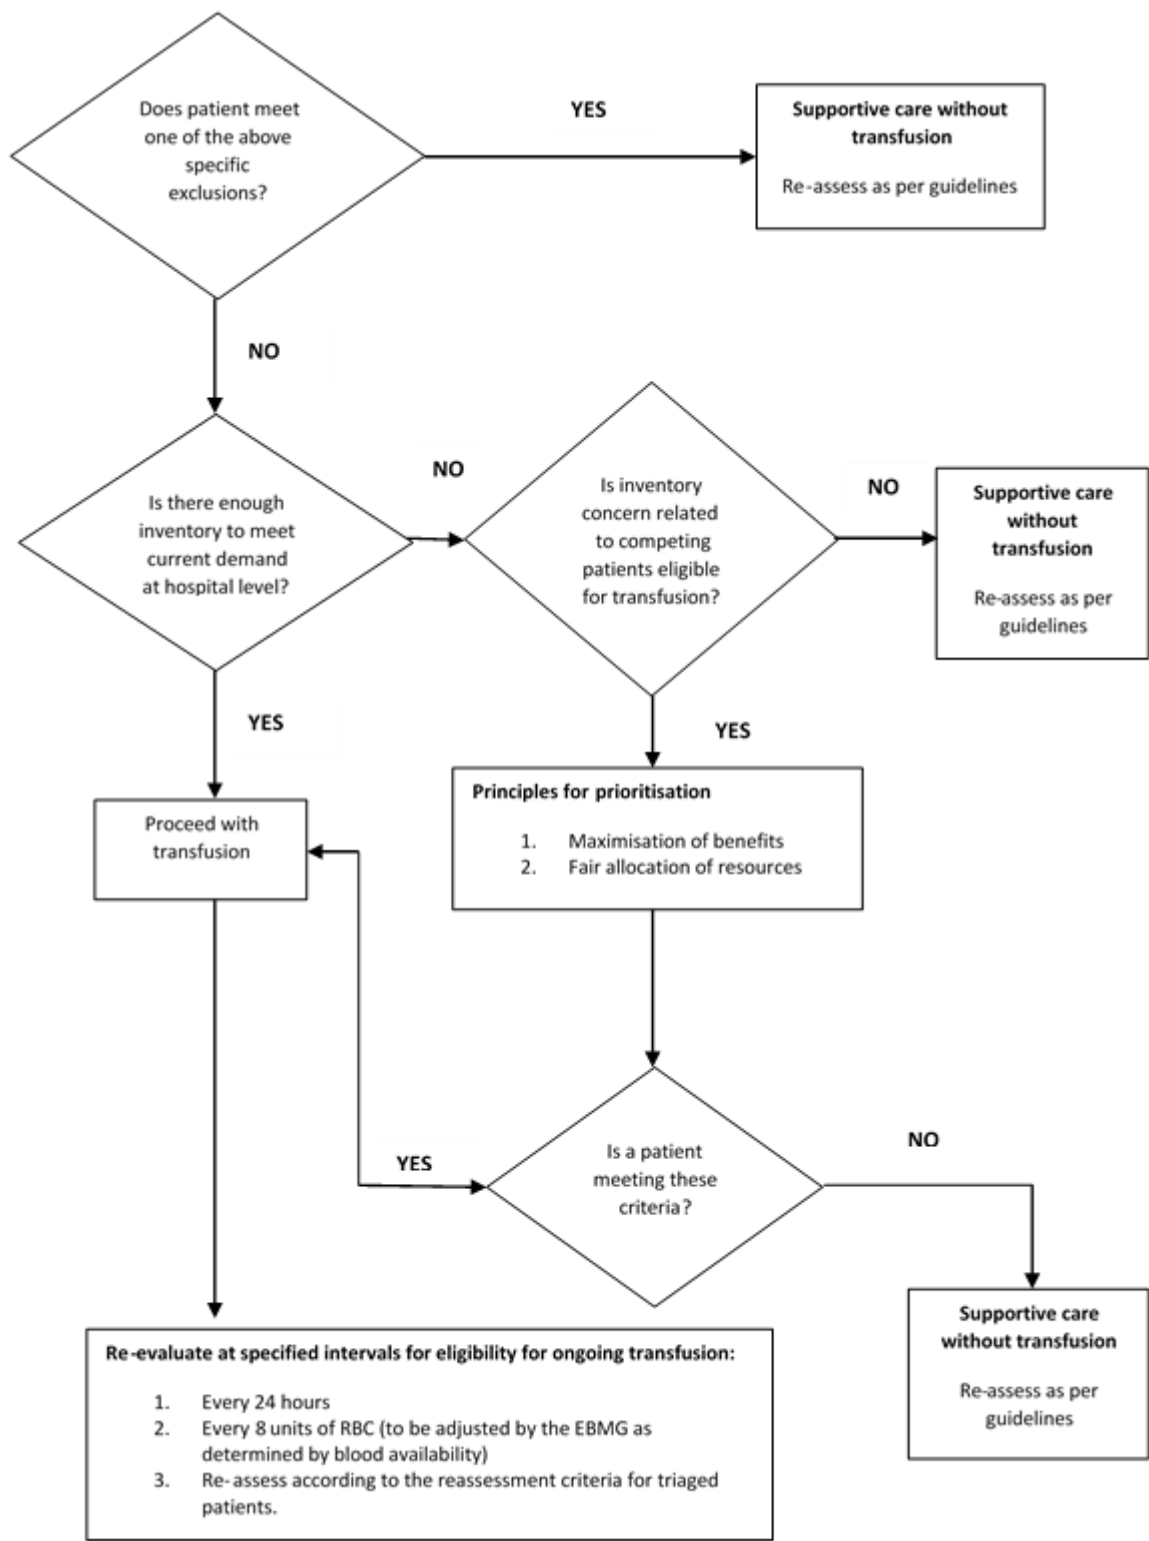 Does patient meet
one of the above
specific
exclusions?
YES
Supportive care without
transfusion
Re-assess as per guidelines
NO
Is there enough
inventory to meet
current demand
at hospital level?
NO
Is inventory
concern related
to competing
patients eligible
for transfusion?
NO
Supportive care
without
transfusion
Re-assess as per
guidelines
YES
YES
Proceed with
transfusion
Principles for prioritisation
1. Maximisation of benefits
2. Fair allocation of resources
Is a patient
meeting these
criteria?
YES
NO
Supportive care
without transfusion
Re-assess as per
guidelines
Re-evaluate at specified intervals for eligibility for ongoing transfusion:
1. Every 24 hours
2. Every 8 units of RBC (to be adjusted by the EBMG as
determined by blood availability)
3. Re-assess according to the reassessment criteria for triaged
patients.